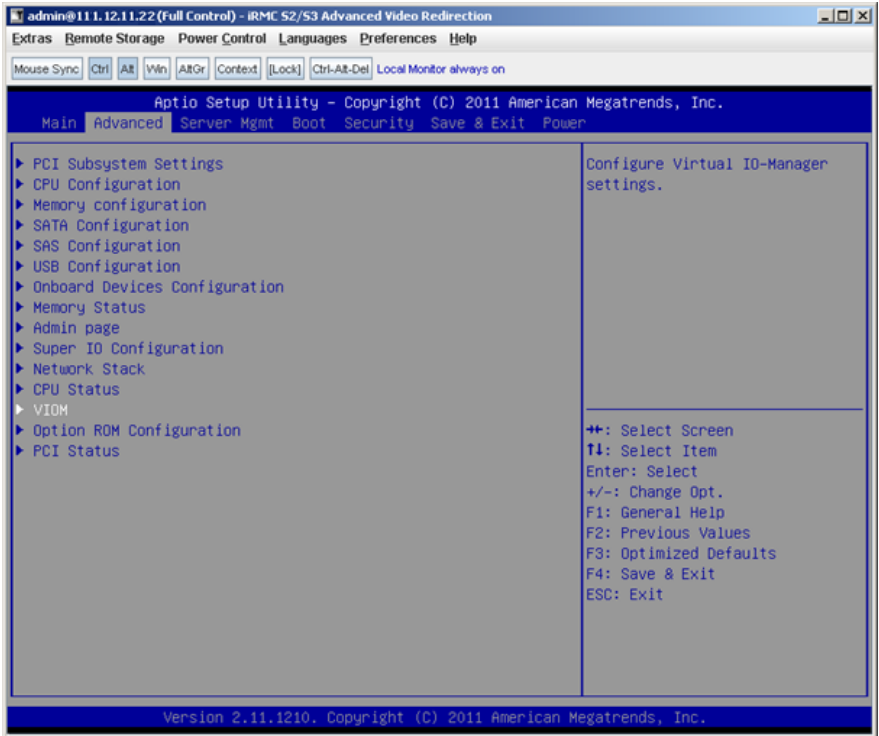 admin@111.12.11.22 (Full Control) - iRMC S2/S3 Advanced Video Redirection
Extras Remote Storage Power Control Languages Preferences Help
Mouse Sync Ctrl Alt Win AltGr Context [Lock] Ctrl-Alt-Del Local Monitor always on
Aptio Setup Utility – Copyright (C) 2011 American Megatrends, Inc.
Main Advanced Server Mgmt Boot Security Save & Exit Power
PCI Subsystem Settings
CPU Configuration
Memory configuration
SATA Configuration
SAS Configuration
USB Configuration
Onboard Devices Configuration
Memory Status
Admin page
Super IO Configuration
Network Stack
CPU Status
VIOM
Option ROM Configuration
PCI Status
Configure Virtual IO-Manager
settings.
→←: Select Screen
↑↓: Select Item
Enter: Select
+/-: Change Opt.
F1: General Help
F2: Previous Values
F3: Optimized Defaults
F4: Save & Exit
ESC: Exit
Version 2.11.1210. Copyright (C) 2011 American Megatrends, Inc.